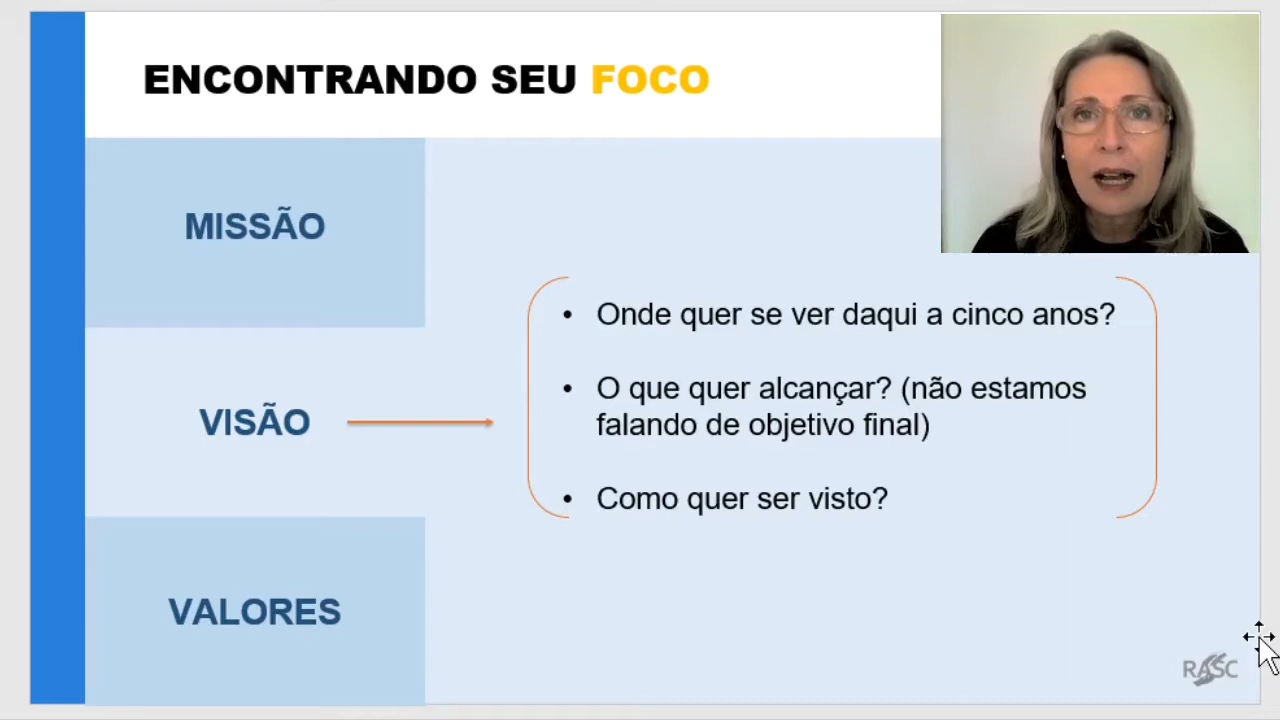 ENCONTRANDO SEU FOCO
MISSÃO
• Onde quer se ver daqui a cinco anos?
• O que quer alcançar? (não estamos
falando de objetivo final)
VISÃO
• Como quer ser visto?
VALORES
RASC